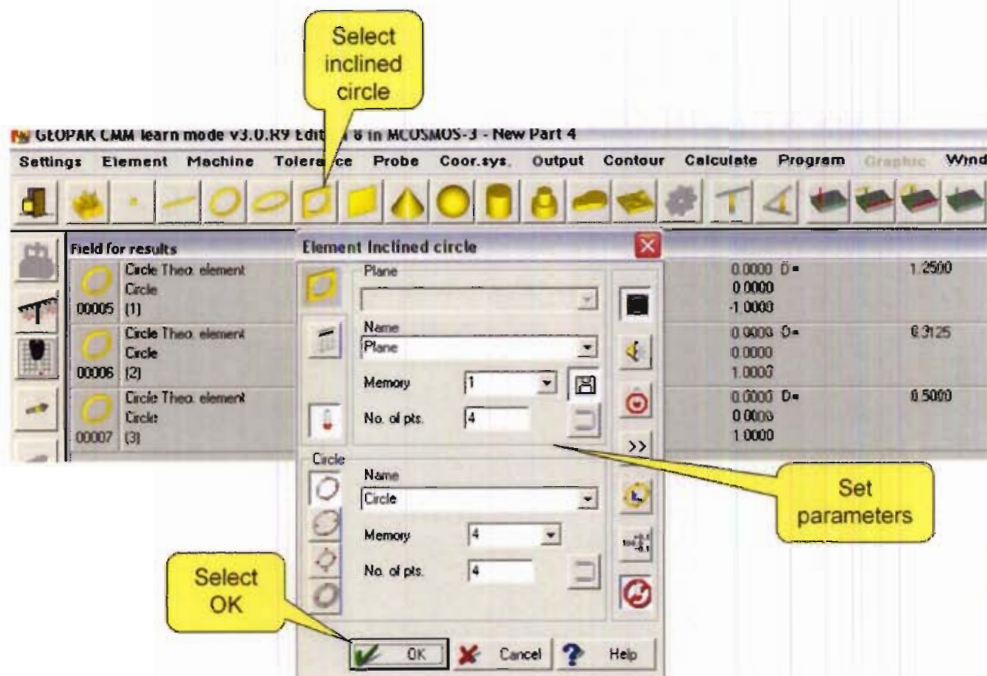 Select
inclined
circle
GEOPAK CMM learn mode v3.0.R9 Edit 8 in MCOSMOS-3 - New Part 4
Settings Element Machine Tolerance Probe Coor.sys. Output Contour Calculate Program Graphic Wind
Field for results
Circle Theo. element
Circle
00005 (1)
0.0000 D= 1.2500
0.0000
-1.0000
Circle Theo. element
Circle
00006 (2)
0.0000 D= 0.3125
0.0000
1.0000
Circle Theo. element
Circle
00007 (3)
0.0000 D= 0.5000
0.0000
1.0000
Element Inclined circle
Plane
Name
Plane
Memory 1
No. of pts. 4
>>
Circle
Name
Circle
Memory 4
No. of pts. 4
Set
parameters
Select
OK
OK Cancel Help